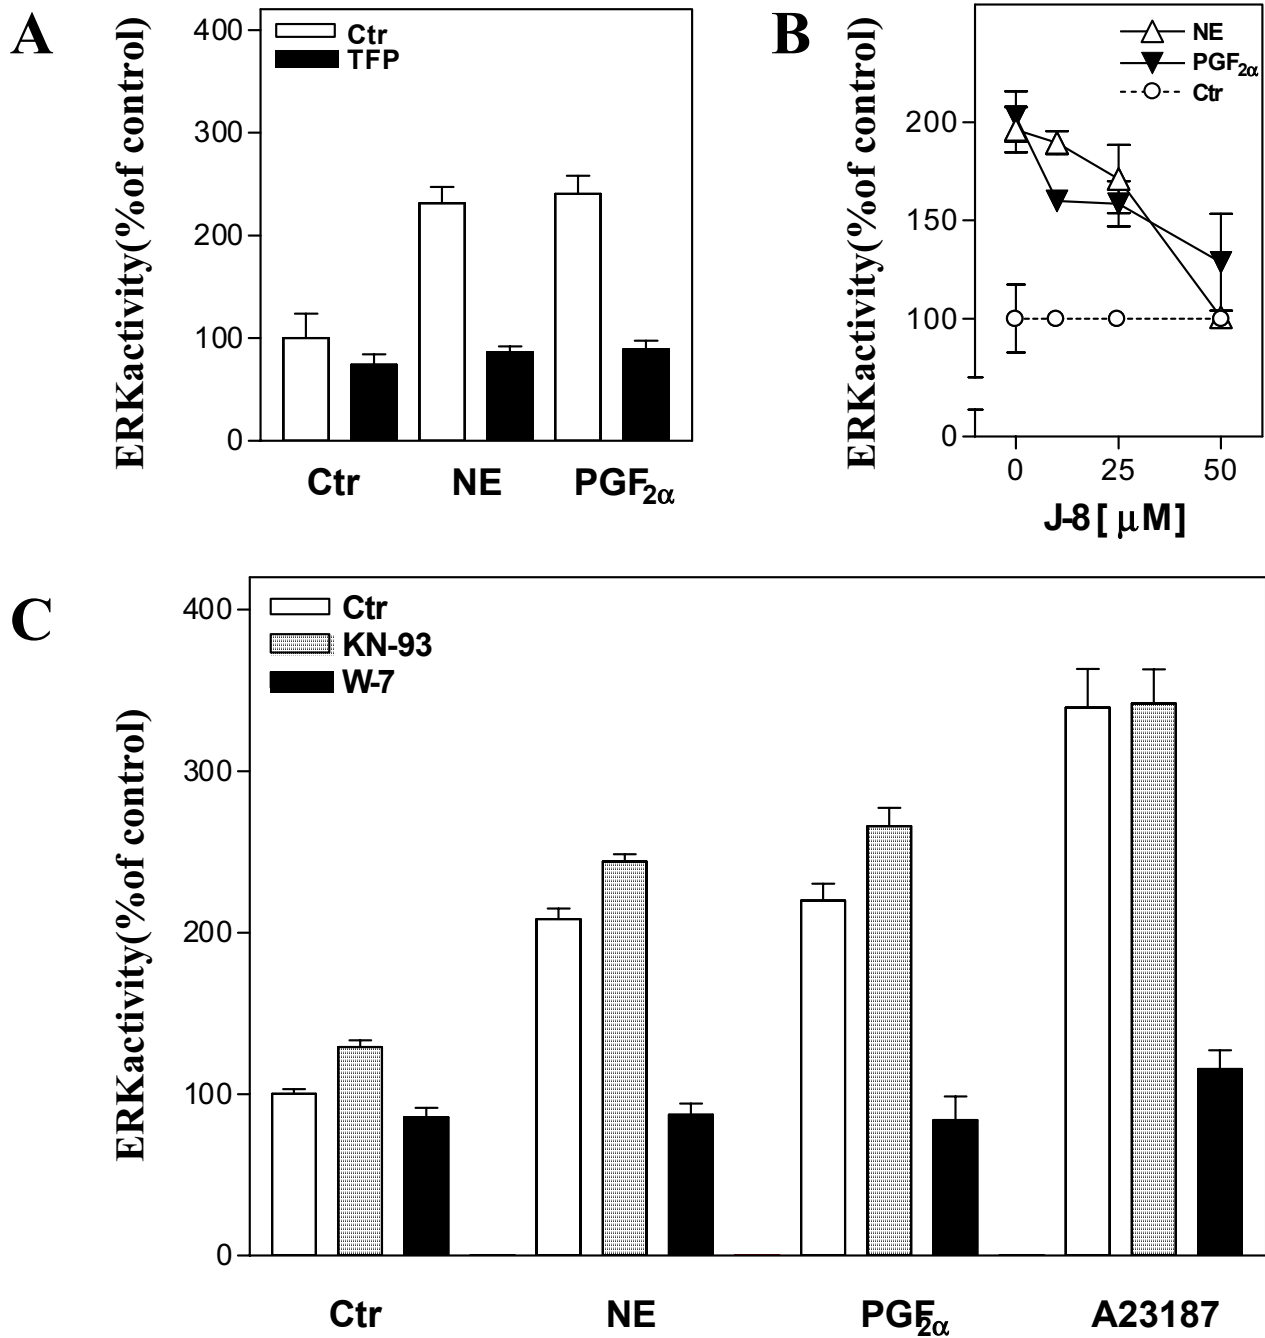 A
ERKactivity(%of control)
400
300
200
100
0
Ctr
TFP
Ctr NE PGF2α
B
ERKactivity(%of control)
200
150
100
0
NE
PGF2α
Ctr
0 25 50
J-8[ μM]
C
ERKactivity(%of control)
400
300
200
100
0
Ctr
KN-93
W-7
Ctr NE PGF2α A23187